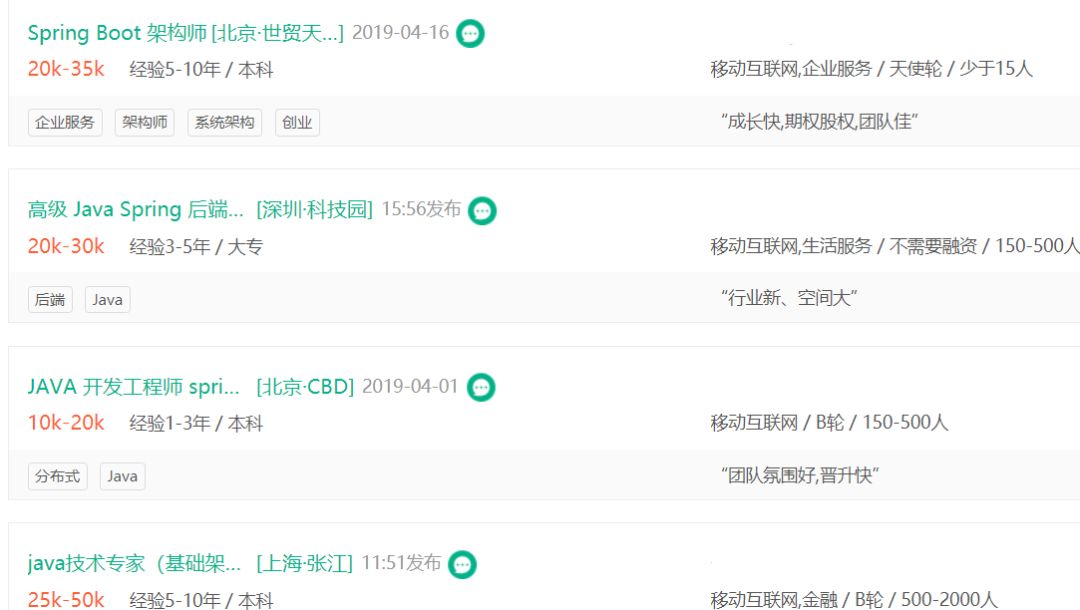 Spring Boot 架构师 [北京·世贸天...] 2019-04-16
20k-35k 经验5-10年 / 本科 移动互联网,企业服务 / 天使轮 / 少于15人
企业服务 架构师 系统架构 创业 “成长快,期权股权,团队佳”
高级 Java Spring 后端... [深圳·科技园] 15:56发布
20k-30k 经验3-5年 / 大专 移动互联网,生活服务 / 不需要融资 / 150-500人
后端 Java “行业新、空间大”
JAVA 开发工程师 spri... [北京·CBD] 2019-04-01
10k-20k 经验1-3年 / 本科 移动互联网 / B轮 / 150-500人
分布式 Java “团队氛围好,晋升快”
java技术专家（基础架... [上海·张江] 11:51发布
25k-50k 经验5-10年 / 本科 移动互联网,金融 / B轮 / 500-2000人